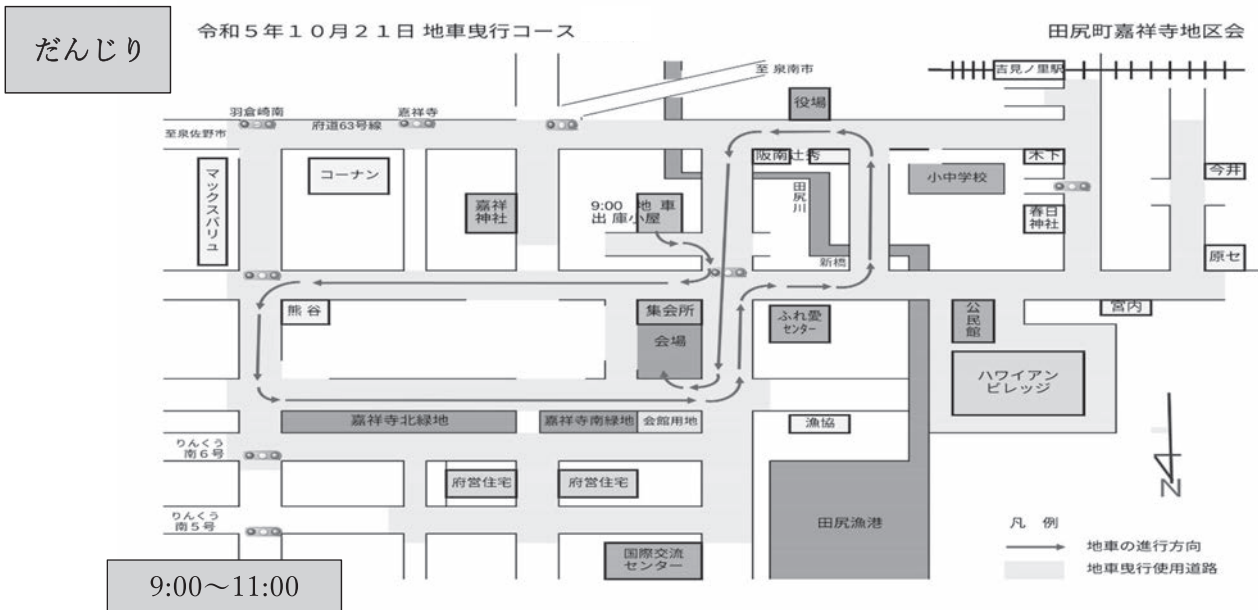 だんじり
令和5年10月21日 地車曳行コース
田尻町嘉祥寺地区会
至 泉南市
吉見ノ里駅
役場
羽倉崎南
嘉祥寺
府道63号線
至泉佐野市
阪南辻秀
木下
コーナン
小中学校
今井
マックスバリュ
嘉祥
神社
9:00 地 車
出 庫小屋
田尻川
春日
神社
新橋
原セ
熊谷
集会所
会場
ふれ愛
センター
公民館
宮内
ハワイアン
ビレッジ
嘉祥寺北緑地
嘉祥寺南緑地
会館用地
漁協
りんくう
南6号
府営住宅
府営住宅
N
りんくう
南5号
田尻漁港
凡 例
国際交流
センター
地車の進行方向
地車曳行使用道路
9:00～11:00